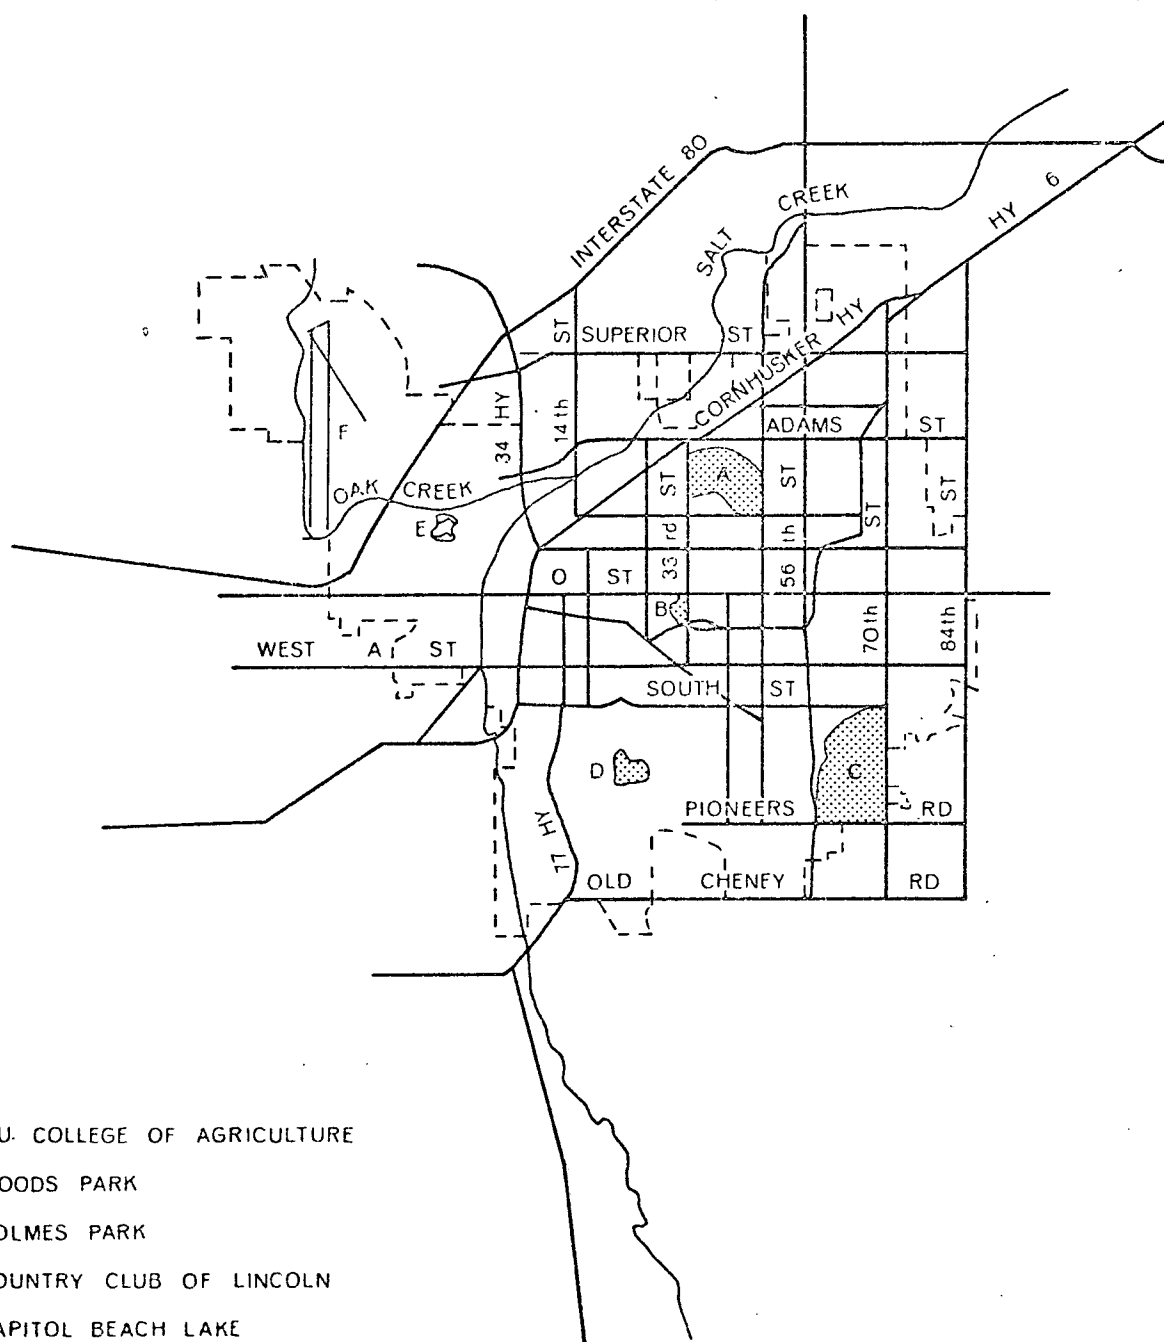 INTERSTATE 80
SALT CREEK
HY 6
ST SUPERIOR ST
CORNHUSKER HY
34 HY
14th
ADAMS ST
F
OAK CREEK
A
ST
ST
ST
ST
E
33 rd
56 th
O ST
B
70th
84th
WEST A ST
SOUTH ST
D
C
PIONEERS RD
77 HY
OLD CHENEY RD
U. COLLEGE OF AGRICULTURE
OODS PARK
OLMES PARK
OUNTRY CLUB OF LINCOLN
APITOL BEACH LAKE